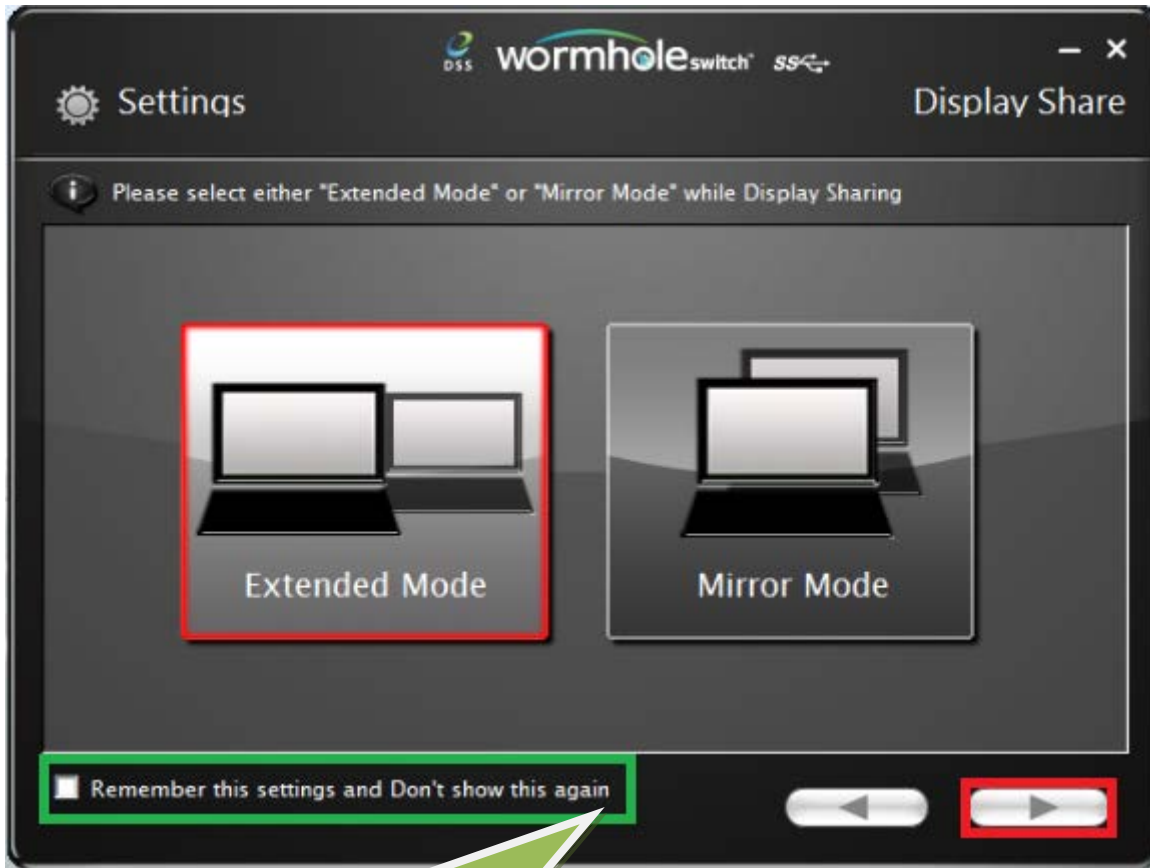 DSS wormhole switch™ SS
Settings
Display Share
Please select either "Extended Mode" or "Mirror Mode" while Display Sharing
Extended Mode
Mirror Mode
Remember this settings and Don't show this again